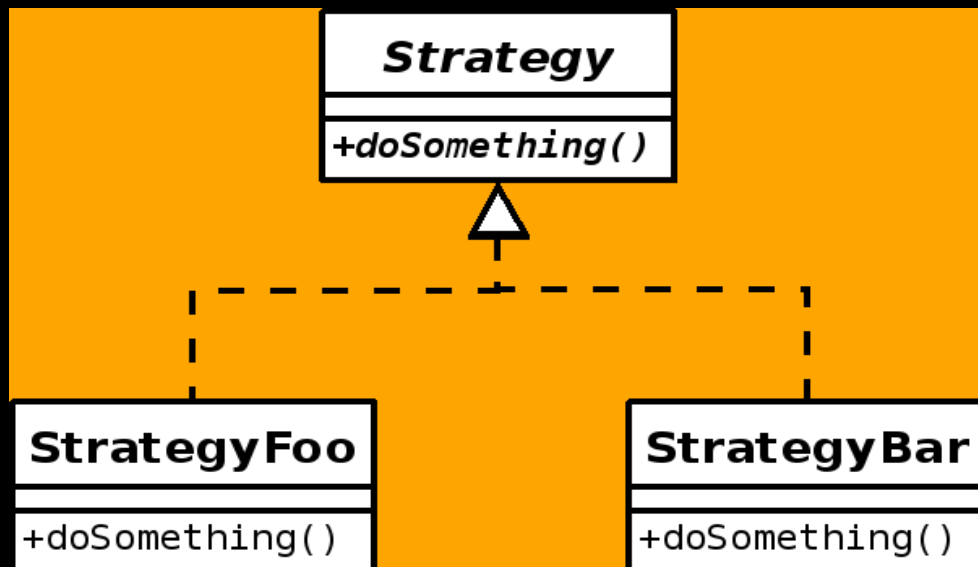 Strategy
+doSomething()
StrategyFoo
+doSomething()
StrategyBar
+doSomething()